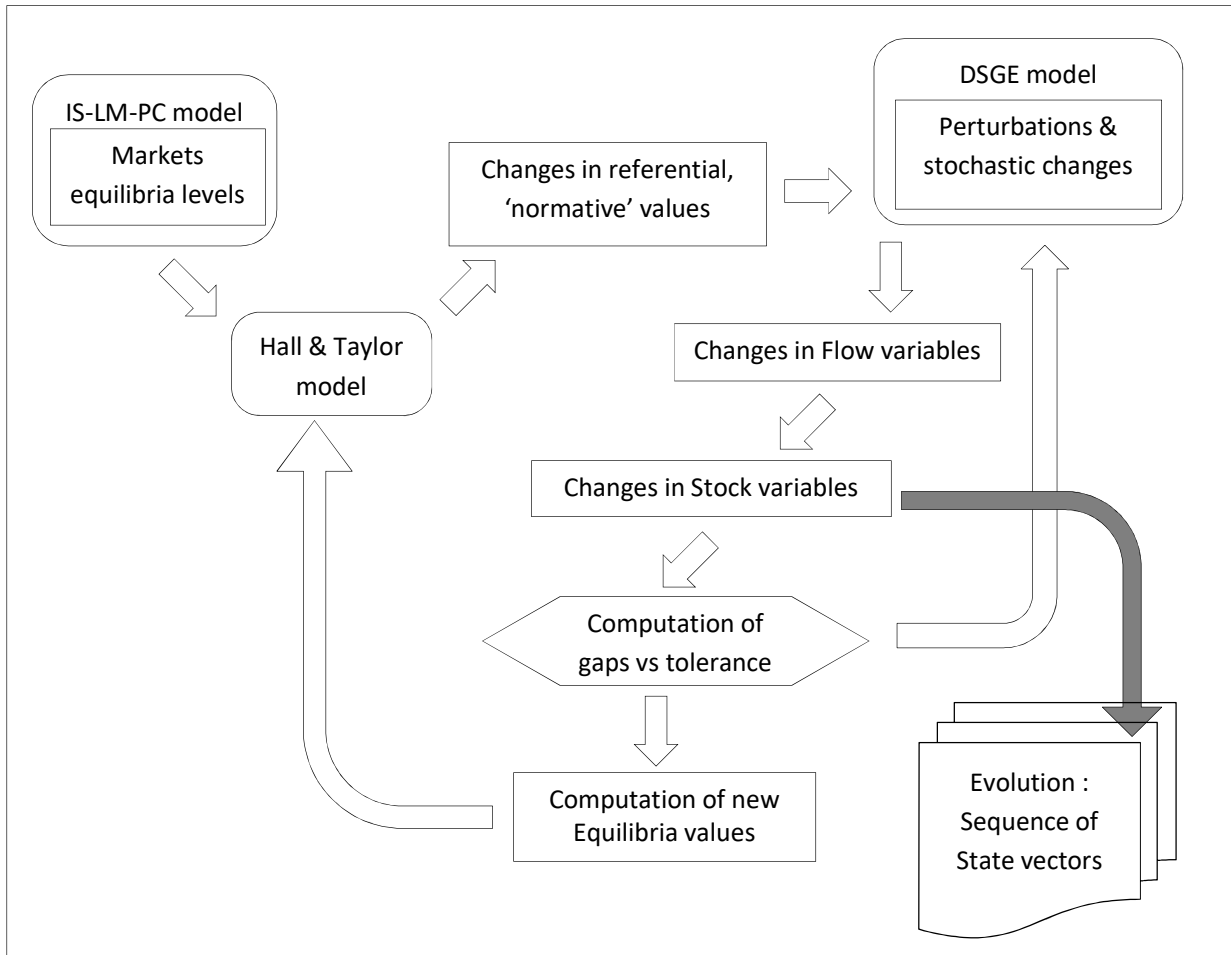 IS-LM-PC model
Markets
equilibria levels
DSGE model
Perturbations &
stochastic changes
Changes in referential,
‘normative’ values
Hall & Taylor
model
Changes in Flow variables
Changes in Stock variables
Computation of
gaps vs tolerance
Computation of new
Equilibria values
Evolution :
Sequence of
State vectors